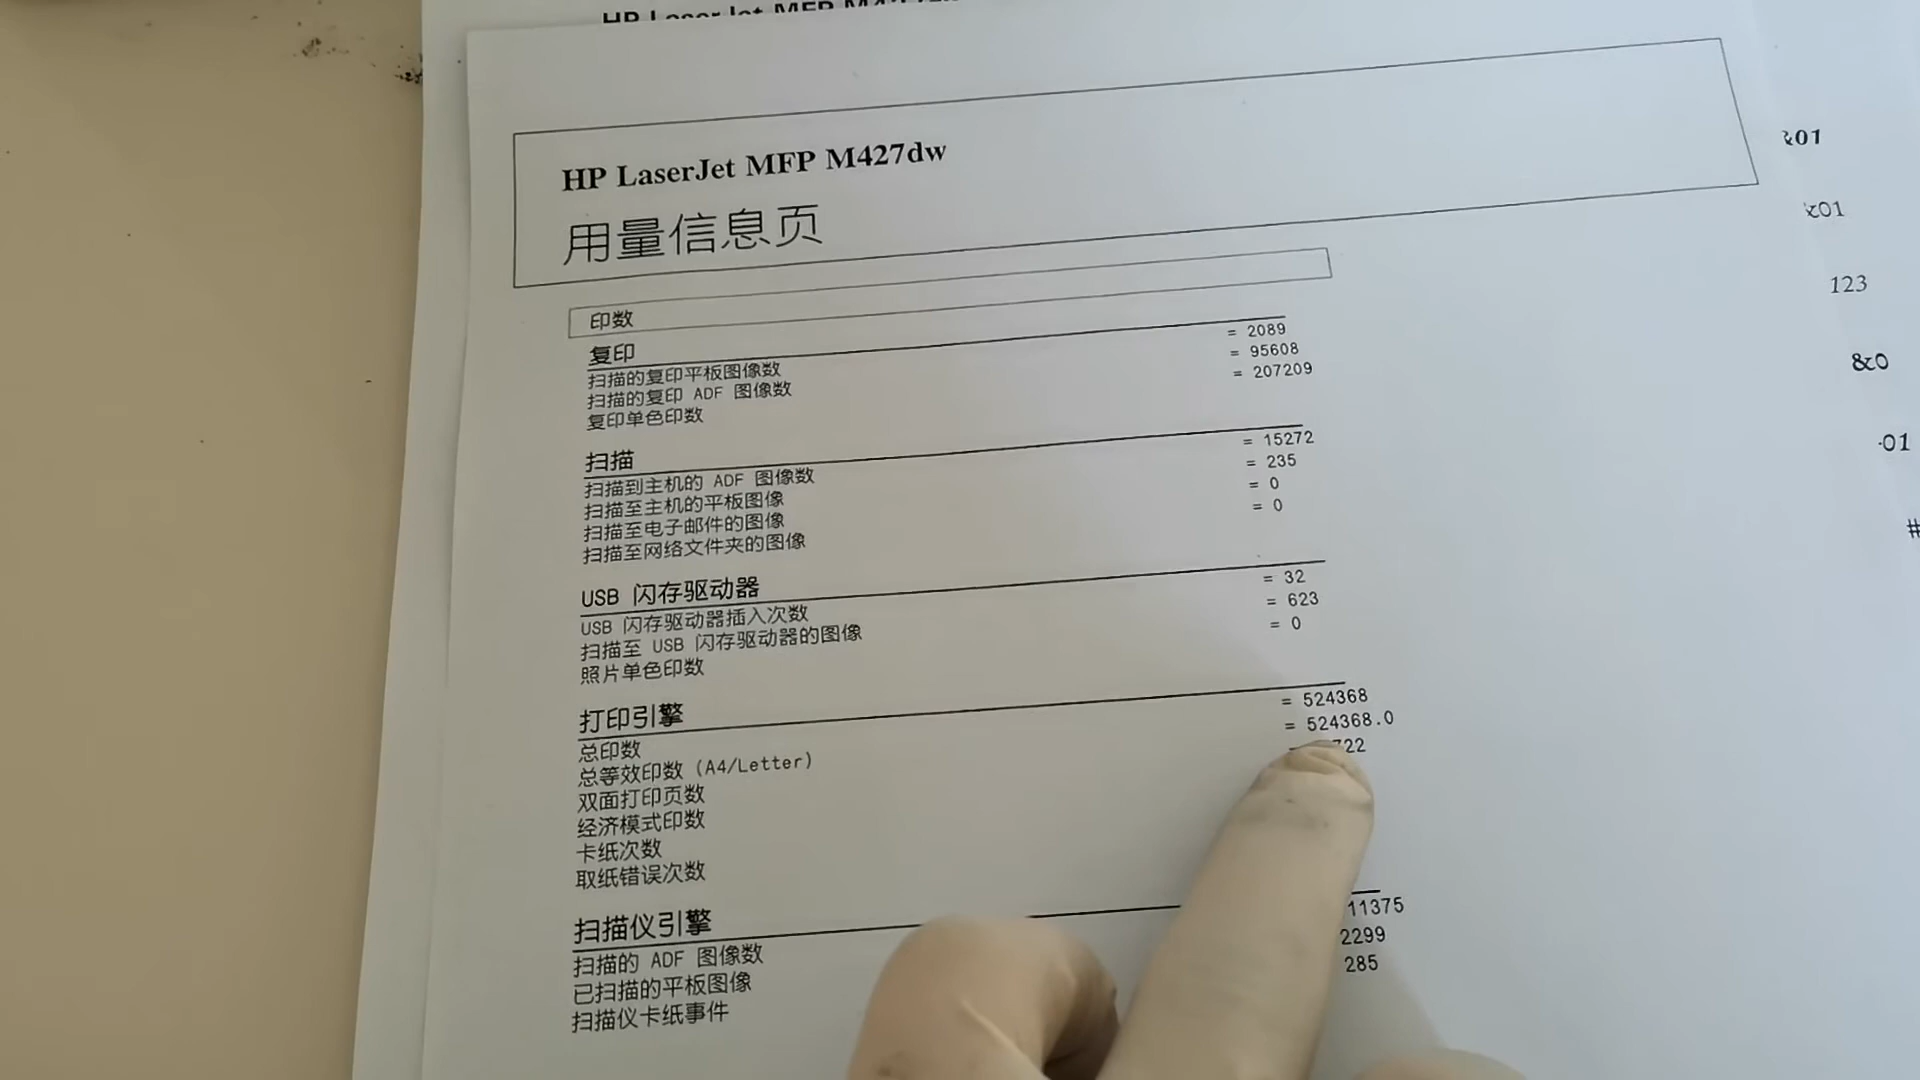 HP LaserJet MFP M427dw
用量信息页
印数
复印
扫描的复印平板图像数 = 2089
扫描的复印 ADF 图像数 = 95608
复印单色印数 = 207209
扫描
扫描到主机的 ADF 图像数 = 15272
扫描至主机的平板图像 = 235
扫描至电子邮件的图像 = 0
扫描至网络文件夹的图像 = 0
USB 闪存驱动器
USB 闪存驱动器插入次数 = 32
扫描至 USB 闪存驱动器的图像 = 623
照片单色印数 = 0
打印引擎
总印数 = 524368
总等效印数 (A4/Letter) = 524368.0
双面打印页数 722
经济模式印数
卡纸次数
取纸错误次数
扫描仪引擎
扫描的 ADF 图像数 11375
已扫描的平板图像 2299
扫描仪卡纸事件 285
&01
&01
123
&0
01
#